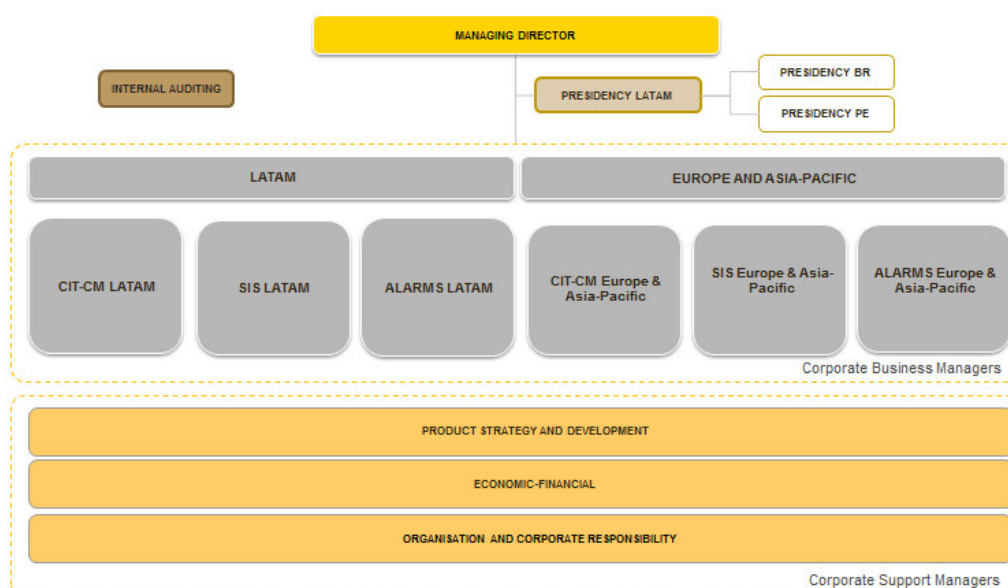 MANAGING DIRECTOR
INTERNAL AUDITING
PRESIDENCY LATAM
PRESIDENCY BR
PRESIDENCY PE
LATAM
EUROPE AND ASIA-PACIFIC
CIT-CM LATAM
SIS LATAM
ALARMS LATAM
CIT-CM Europe &
Asia-Pacific
SIS Europe & Asia-
Pacific
ALARMS Europe &
Asia-Pacific
Corporate Business Managers
PRODUCT STRATEGY AND DEVELOPMENT
ECONOMIC-FINANCIAL
ORGANISATION AND CORPORATE RESPONSIBILITY
Corporate Support Managers